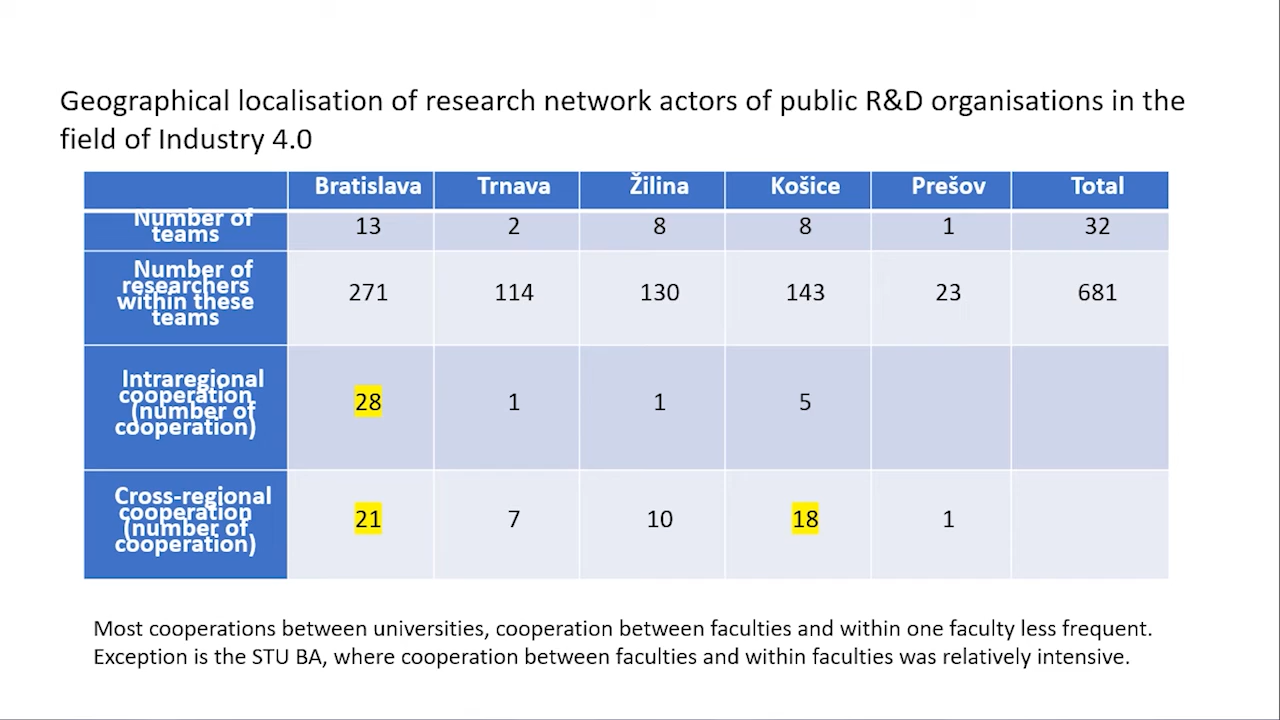 Geographical localisation of research network actors of public R&D organisations in the
field of Industry 4.0
Bratislava Trnava Žilina Košice Prešov Total
Number of
teams
13 2 8 8 1 32
Number of
researchers
within these
teams
271 114 130 143 23 681
Intraregional
cooperation
(number of
cooperation)
28 1 1 5
Cross-regional
cooperation
(number of
cooperation)
21 7 10 18 1
Most cooperations between universities, cooperation between faculties and within one faculty less frequent.
Exception is the STU BA, where cooperation between faculties and within faculties was relatively intensive.